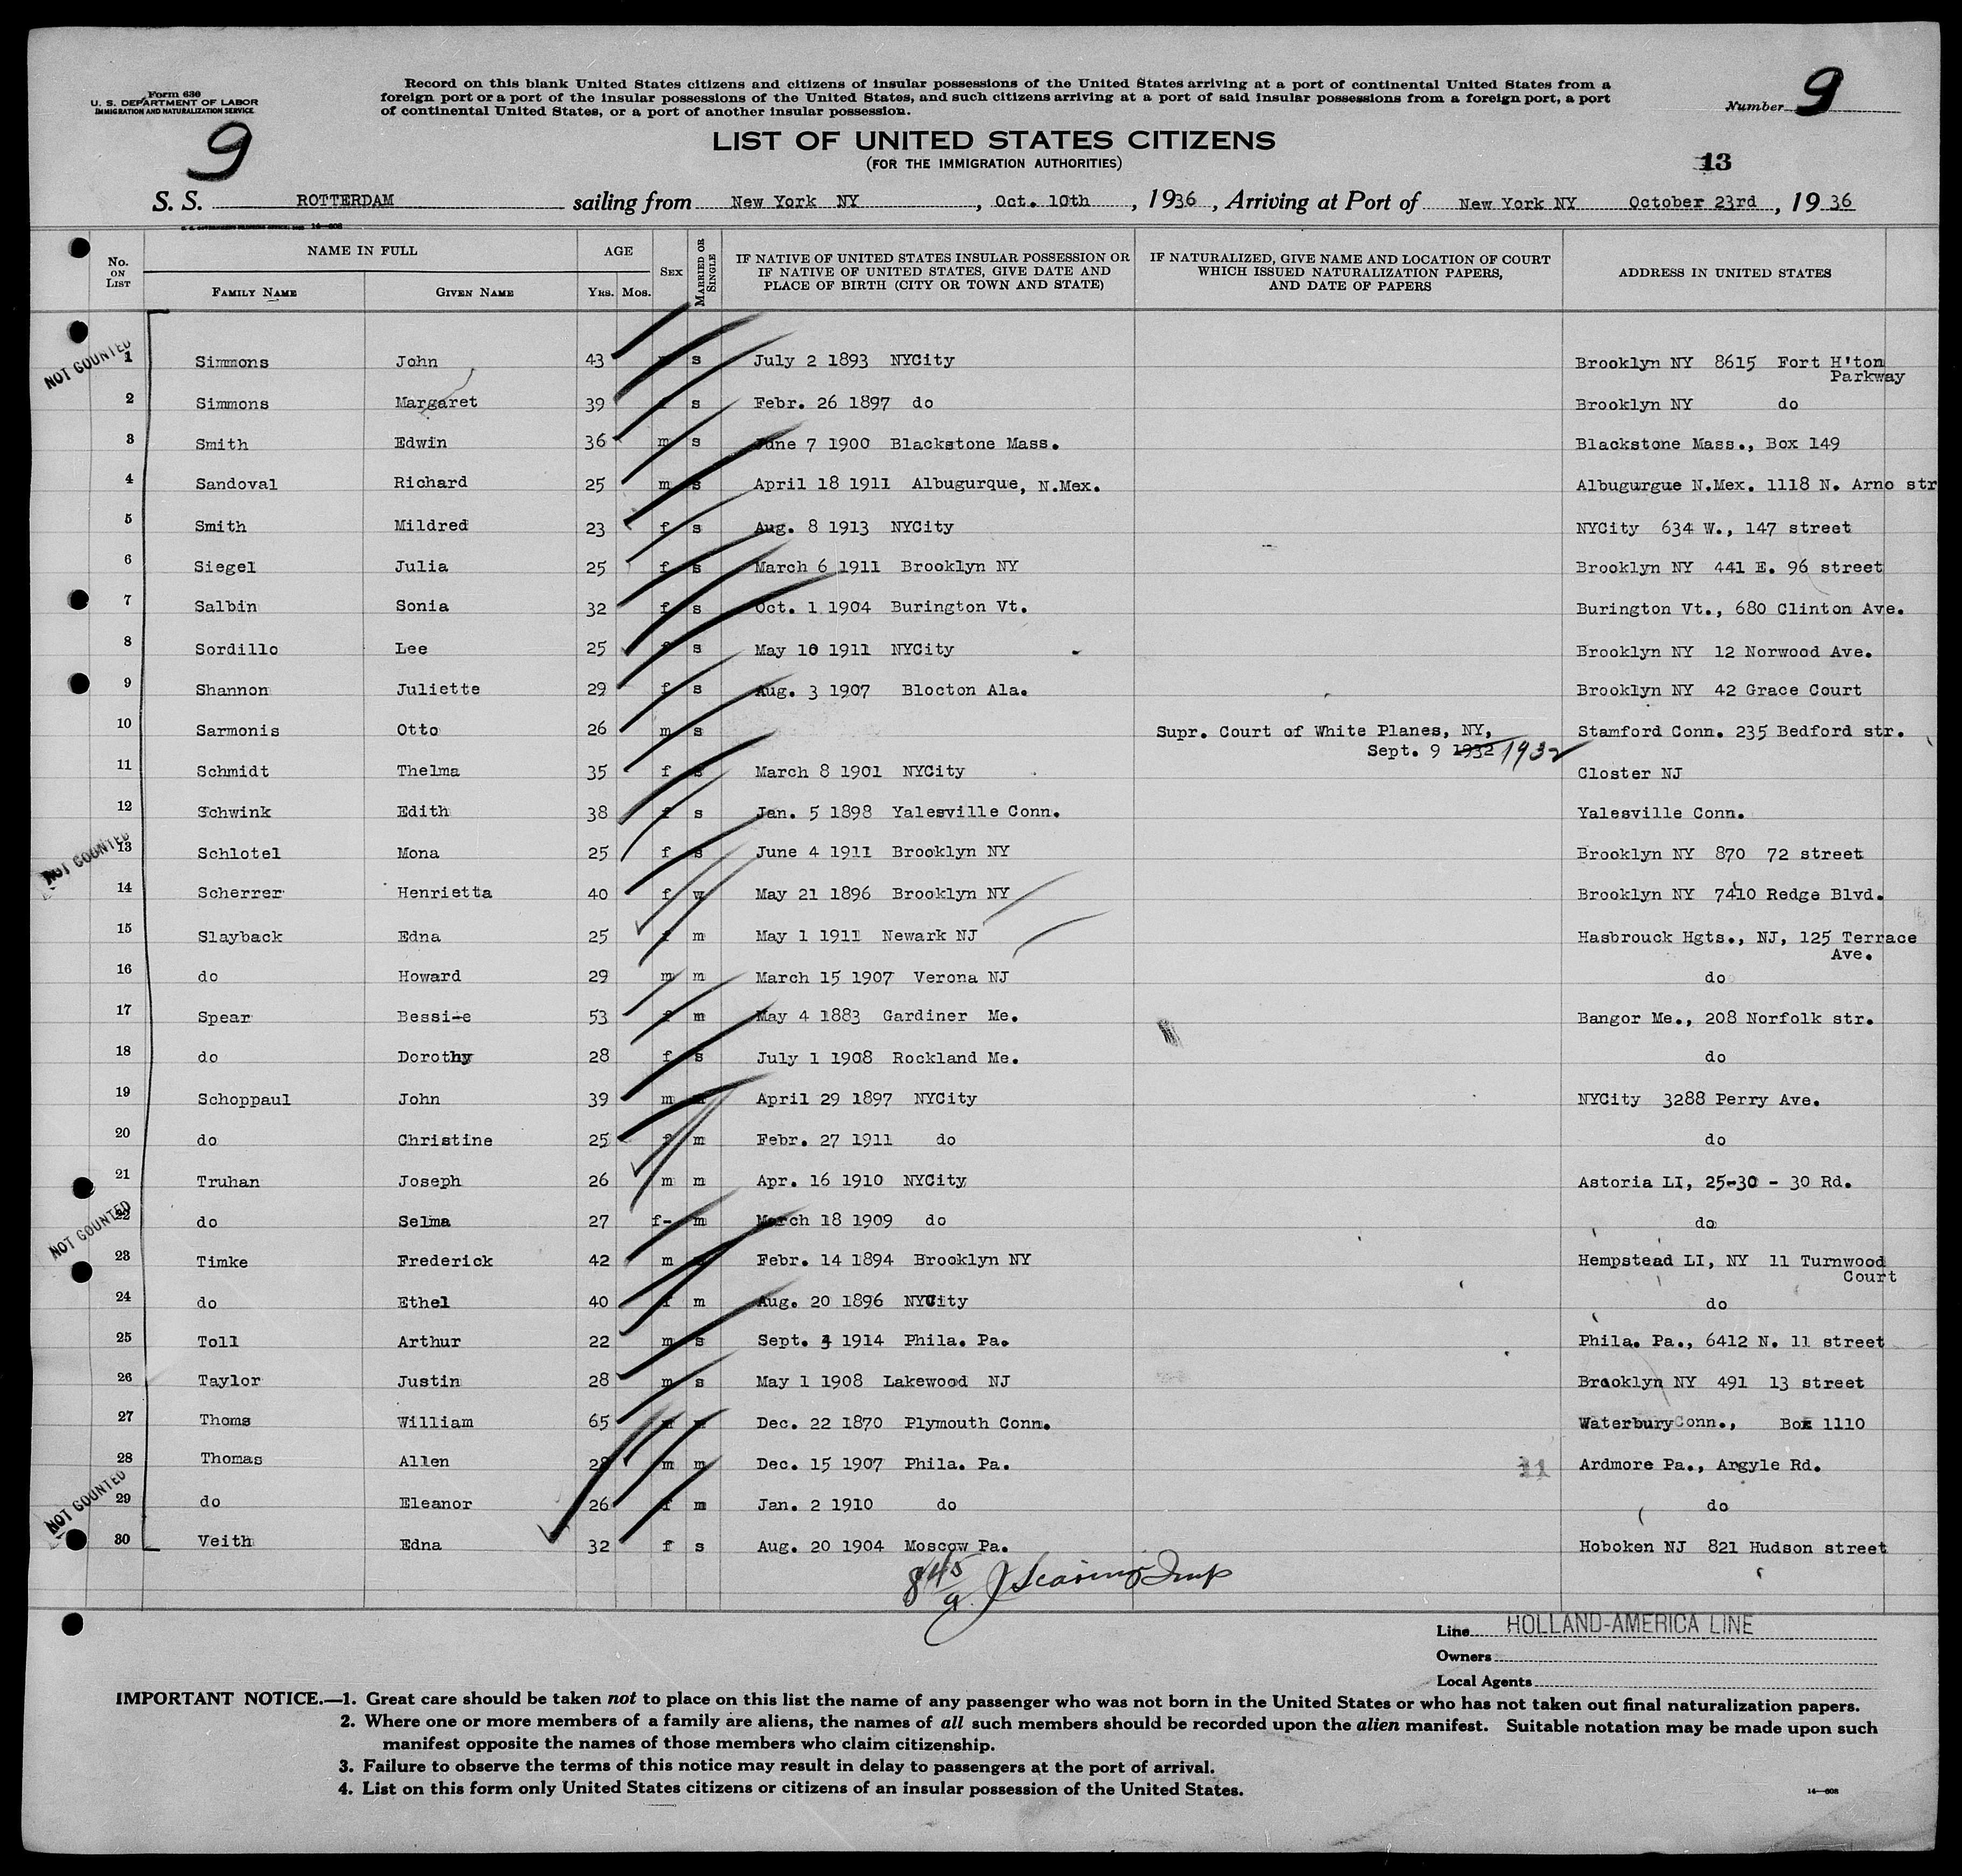 Form 630
U. S. DEPARTMENT OF LABOR
IMMIGRATION AND NATURALIZATION SERVICE
Record on this blank United States citizens and citizens of insular possessions of the United States arriving at a port of continental United States from a
foreign port or a port of the insular possessions of the United States, and such citizens arriving at a port of said insular possessions from a foreign port, a port
of continental United States, or a port of another insular possession.
Number 9
9
LIST OF UNITED STATES CITIZENS
(FOR THE IMMIGRATION AUTHORITIES)
13
S. S. ROTTERDAM sailing from New York NY, Oct. 10th, 1936, Arriving at Port of New York NY October 23rd, 1936
No. ON LIST NAME IN FULL AGE SEX MARRIED OR SINGLE IF NATIVE OF UNITED STATES INSULAR POSSESSION OR IF NATIVE OF UNITED STATES, GIVE DATE AND PLACE OF BIRTH (CITY OR TOWN AND STATE) IF NATURALIZED, GIVE NAME AND LOCATION OF COURT WHICH ISSUED NATURALIZATION PAPERS, AND DATE OF PAPERS ADDRESS IN UNITED STATES
FAMILY NAME GIVEN NAME YRS. MOS.
NOT COUNTED 1 Simmons John 43 s July 2 1893 NYCity Brooklyn NY 8615 Fort H'ton
Parkway
2 Simmons Margaret 39 f s Febr. 26 1897 do Brooklyn NY do
3 Smith Edwin 36 m s June 7 1900 Blackstone Mass. Blackstone Mass., Box 149
4 Sandoval Richard 25 m s April 18 1911 Albugurque, N.Mex. Albugurgue N.Mex. 1118 N. Arno str
5 Smith Mildred 23 f s Aug. 8 1913 NYCity NYCity 634 W., 147 street
6 Siegel Julia 25 f s March 6 1911 Brooklyn NY Brooklyn NY 441 E. 96 street
7 Salbin Sonia 32 f s Oct. 1 1904 Burington Vt. Burington Vt., 680 Clinton Ave.
8 Sordillo Lee 25 f s May 10 1911 NYCity Brooklyn NY 12 Norwood Ave.
9 Shannon Juliette 29 f s Aug. 3 1907 Blocton Ala. Brooklyn NY 42 Grace Court
10 Sarmonis Otto 26 m s Supr. Court of White Planes, NY, Stamford Conn. 235 Bedford str.
Sept. 9 1932 1932
11 Schmidt Thelma 35 f s March 8 1901 NYCity Closter NJ
12 Schwink Edith 38 f s Jan. 5 1898 Yalesville Conn. Yalesville Conn.
NOT COUNTED 13 Schlotel Mona 25 f s June 4 1911 Brooklyn NY Brooklyn NY 870 72 street
14 Scherrer Henrietta 40 f w May 21 1896 Brooklyn NY Brooklyn NY 7410 Redge Blvd.
15 Slayback Edna 25 f m May 1 1911 Newark NJ Hasbrouck Hgts., NJ, 125 Terrace
Ave.
16 do Howard 29 m m March 15 1907 Verona NJ do
17 Spear Bessi-e 53 f m May 4 1883 Gardiner Me. Bangor Me., 208 Norfolk str.
18 do Dorothy 28 f s July 1 1908 Rockland Me. do
19 Schoppaul John 39 m April 29 1897 NYCity NYCity 3288 Perry Ave.
20 do Christine 25 f m Febr. 27 1911 do do
21 Truhan Joseph 26 m m Apr. 16 1910 NYCity Astoria LI, 25-30 - 30 Rd.
NOT COUNTED 22 do Selma 27 f- m March 18 1909 do do
23 Timke Frederick 42 m Febr. 14 1894 Brooklyn NY Hempstead LI, NY 11 Turnwood
Court
24 do Ethel 40 f m Aug. 20 1896 NYCity do
25 Toll Arthur 22 m s Sept. 1914 Phila. Pa. Phila. Pa., 6412 N. 11 street
26 Taylor Justin 28 m s May 1 1908 Lakewood NJ Brooklyn NY 491 13 street
27 Thoms William 65 Dec. 22 1870 Plymouth Conn. Waterbury Conn., Box 1110
28 Thomas Allen 28 m m Dec. 15 1907 Phila. Pa. 11 Ardmore Pa., Argyle Rd.
NOT COUNTED 29 do Eleanor 26 f m Jan. 2 1910 do do
30 Veith Edna 32 f s Aug. 20 1904 Moscow Pa. Hoboken NJ 821 Hudson street
Line HOLLAND-AMERICA LINE
Owners
Local Agents
IMPORTANT NOTICE.—1. Great care should be taken not to place on this list the name of any passenger who was not born in the United States or who has not taken out final naturalization papers.
2. Where one or more members of a family are aliens, the names of all such members should be recorded upon the alien manifest. Suitable notation may be made upon such
manifest opposite the names of those members who claim citizenship.
3. Failure to observe the terms of this notice may result in delay to passengers at the port of arrival.
4. List on this form only United States citizens or citizens of an insular possession of the United States.